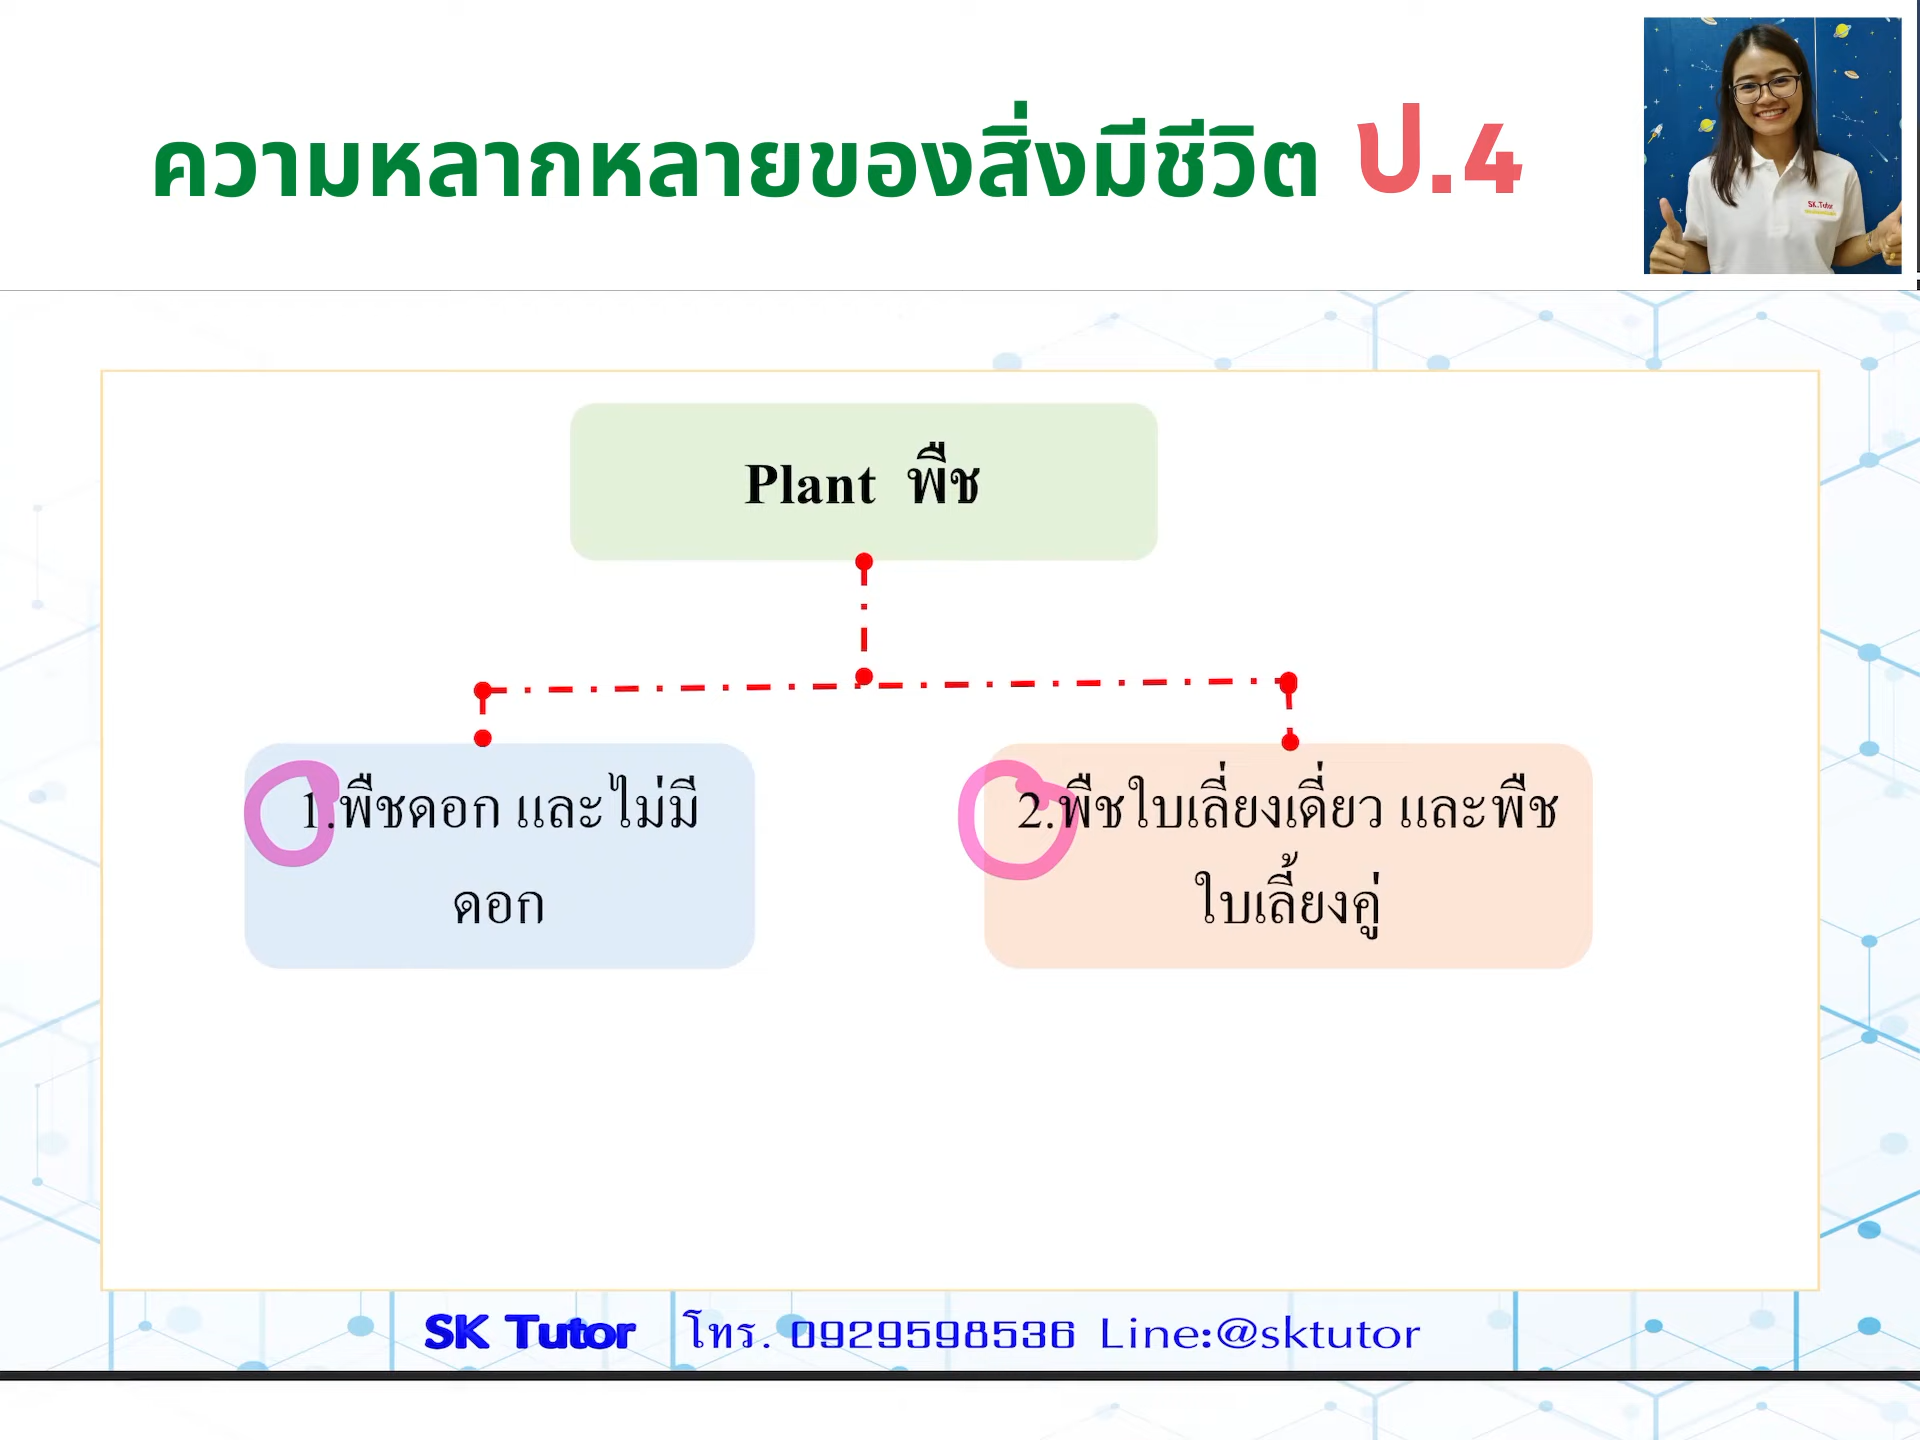 ความหลากหลายของสิ่งมีชีวิต ป.4
SK.Tutor
Plant พืช
1.พืชดอก และไม่มี
ดอก
2.พืชใบเลี่ยงเดี่ยว และพืช
ใบเลี้ยงคู่
SK Tutor โทร. 0929598536 Line:@sktutor